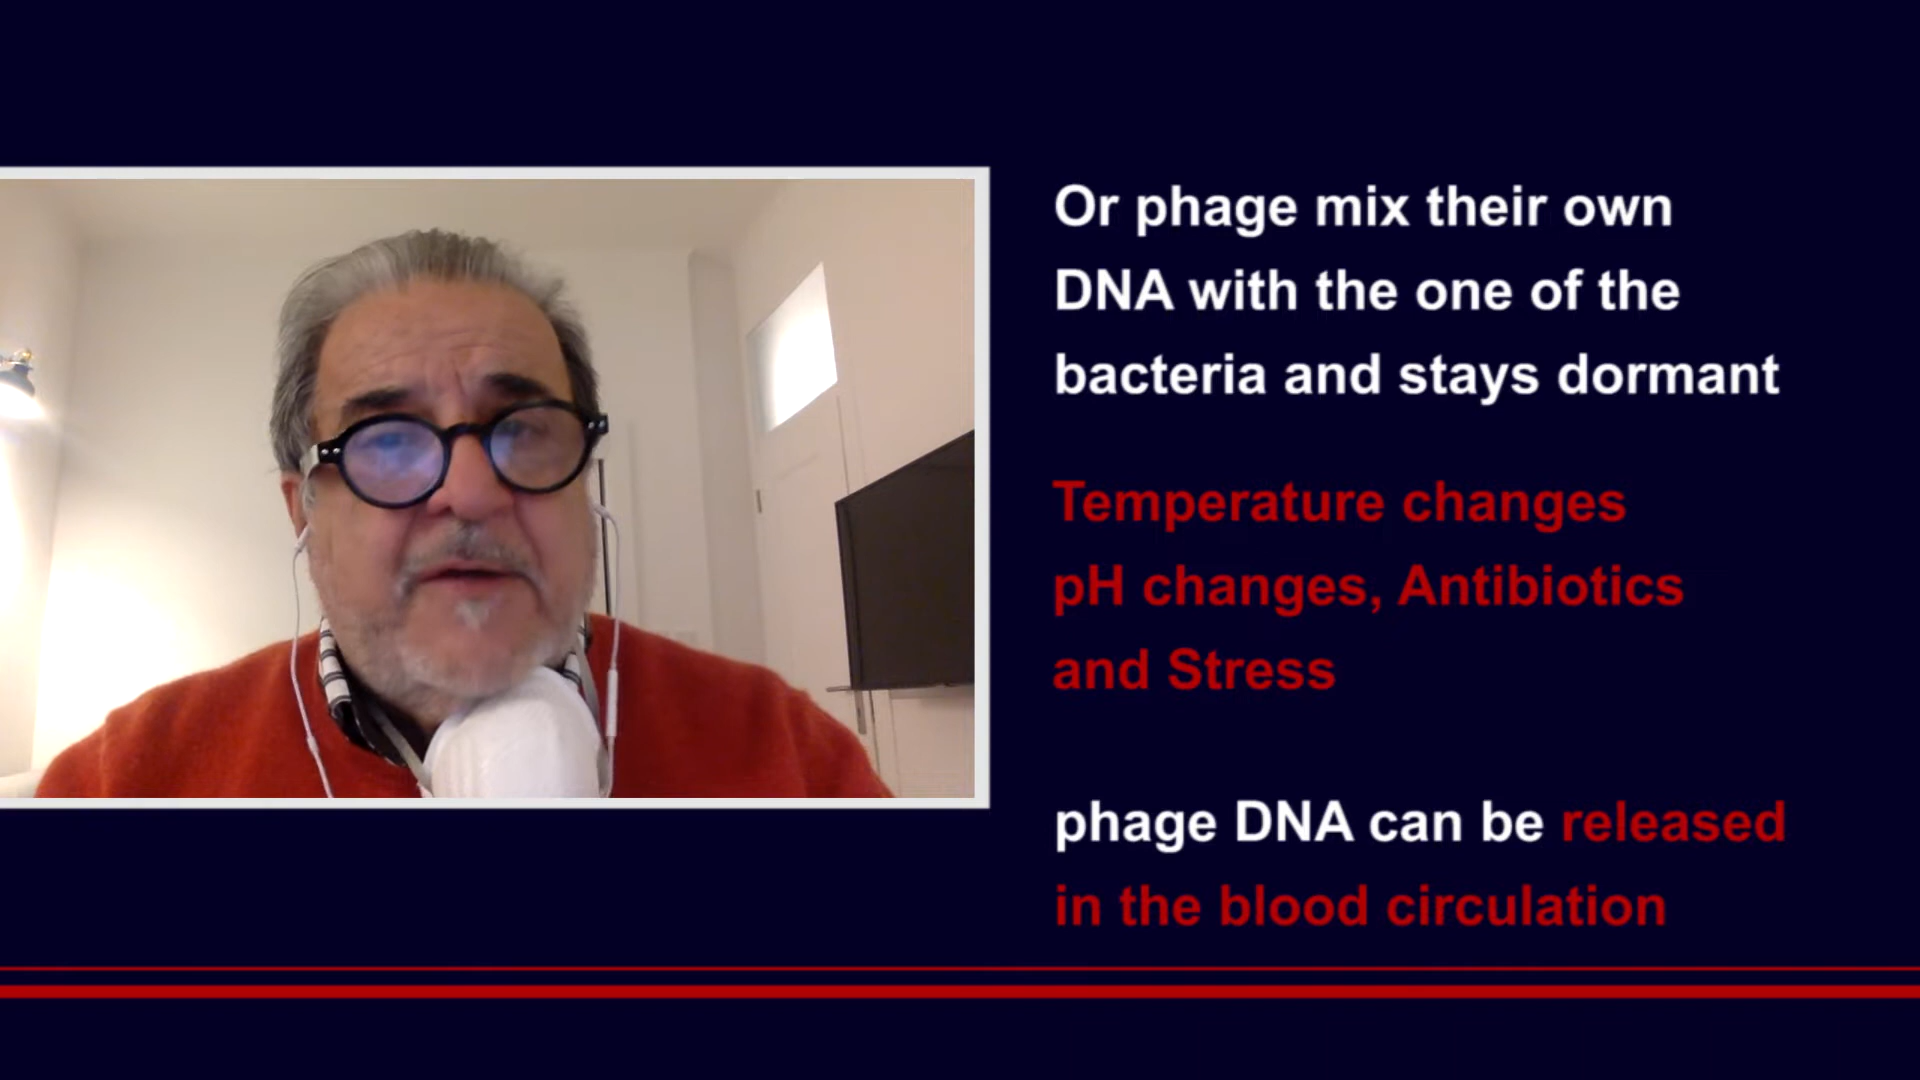 Or phage mix their own
DNA with the one of the
bacteria and stays dormant
Temperature changes
pH changes, Antibiotics
and Stress
phage DNA can be released
in the blood circulation